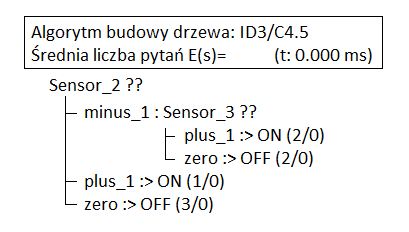 Algorytm budowy drzewa: ID3/C4.5
Średnia liczba pytań E(s)= (t: 0.000 ms)
Sensor_2 ??
minus_1 : Sensor_3 ??
plus_1 :> ON (2/0)
zero :> OFF (2/0)
plus_1 :> ON (1/0)
zero :> OFF (3/0)